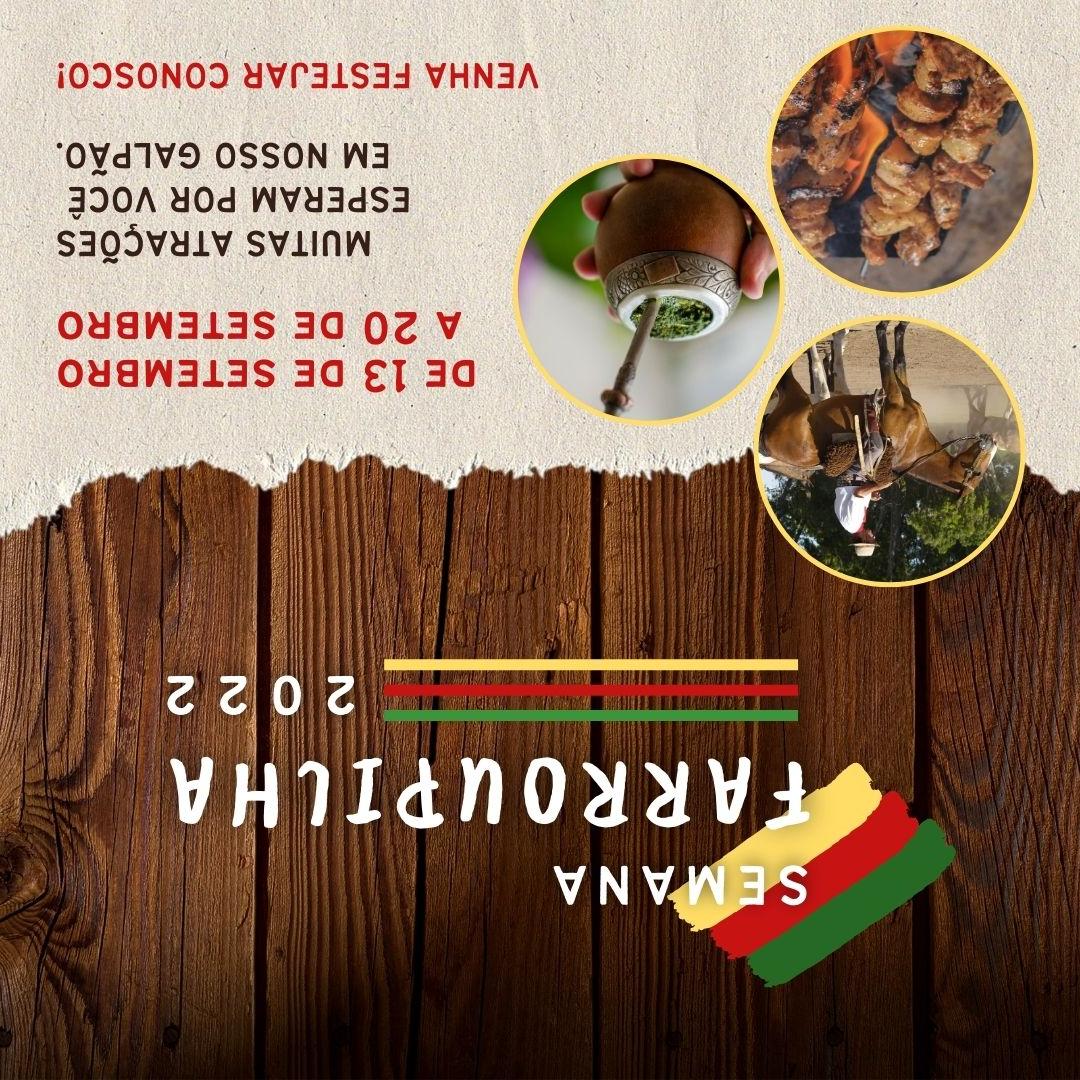 SEMANA
FARROUPILHA
2022
DE 13 DE SETEMBRO
A 20 DE SETEMBRO
MUITAS ATRAÇÕES
ESPERAM POR VOCÊ
EM NOSSO GALPÃO.
VENHA FESTEJAR CONOSCO!